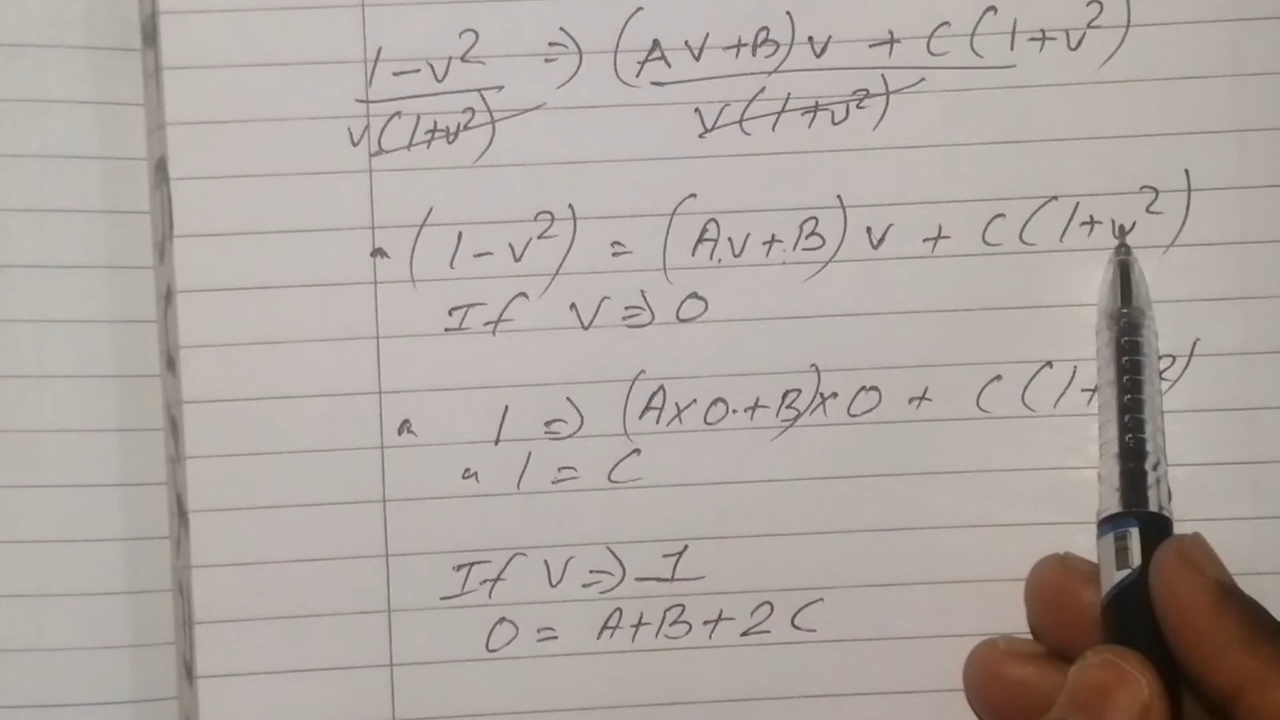 1-v² => (Av+B)v + C(1+v²)
v(1+v²) v(1+v²)
(1-v²) = (Av+B)v + C(1+v²)
If v=>0
1 => (A×0+B)×0 + C(1+ ²)
1 = C
If v=>1
0 = A+B+2C